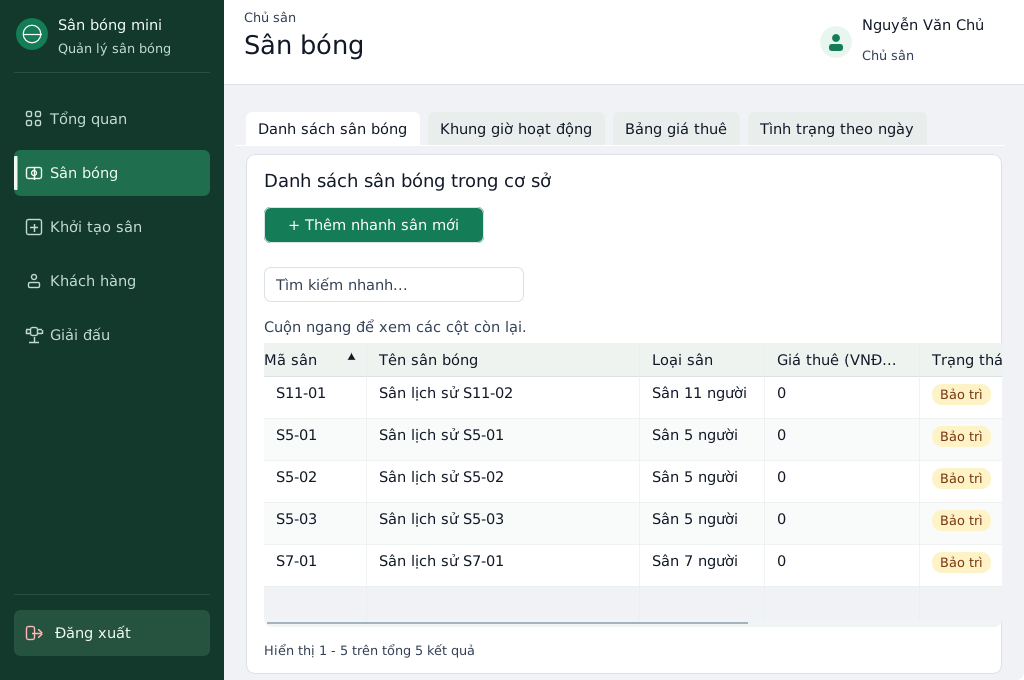 Sân bóng mini
Quản lý sân bóng
Tổng quan
Sân bóng
Khởi tạo sân
Khách hàng
Giải đấu
Đăng xuất
Chủ sân
Sân bóng
Nguyễn Văn Chủ
Chủ sân
Danh sách sân bóng Khung giờ hoạt động Bảng giá thuê Tình trạng theo ngày
Danh sách sân bóng trong cơ sở
+ Thêm nhanh sân mới
Tìm kiếm nhanh...
Cuộn ngang để xem các cột còn lại.
Mã sân ▲ Tên sân bóng Loại sân Giá thuê (VNĐ... Trạng thá
S11-01 Sân lịch sử S11-02 Sân 11 người 0 Bảo trì
S5-01 Sân lịch sử S5-01 Sân 5 người 0 Bảo trì
S5-02 Sân lịch sử S5-02 Sân 5 người 0 Bảo trì
S5-03 Sân lịch sử S5-03 Sân 5 người 0 Bảo trì
S7-01 Sân lịch sử S7-01 Sân 7 người 0 Bảo trì
Hiển thị 1 - 5 trên tổng 5 kết quả